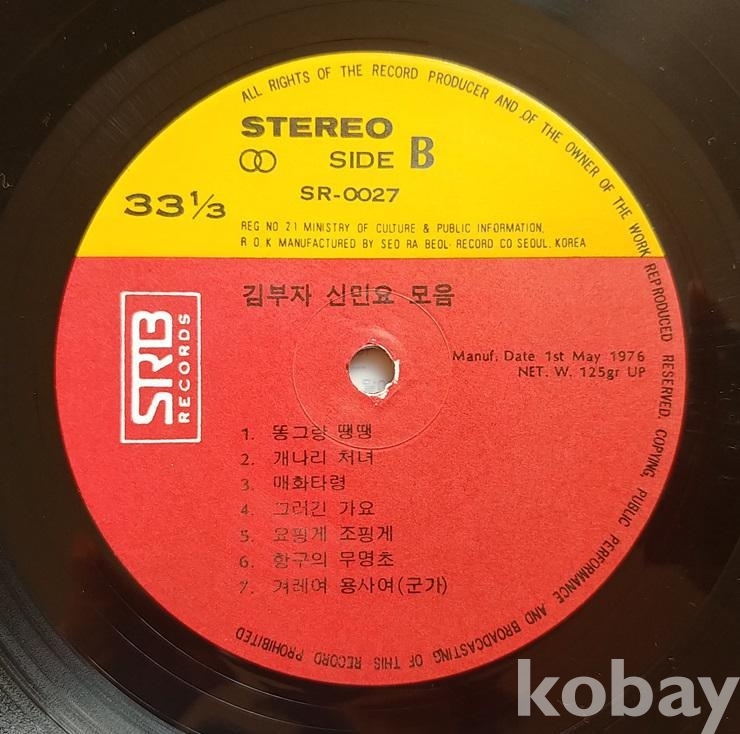 ALL RIGHTS OF THE RECORD PRODUCER AND OF THE OWNER OF THE WORK REPRODUCED RESERVED. COPYING, PUBLIC PERFORMANCE AND BROADCASTING OF THIS RECORD PROHIBITED
STEREO
SIDE B
SR-0027
33 1/3
REG NO 21 MINISTRY OF CULTURE & PUBLIC INFORMATION,
R O K MANUFACTURED BY SEO RA BEOL RECORD CO SEOUL, KOREA
김부자 신민요 모음
SRB
RECORDS
Manuf. Date 1st May 1976
NET. W. 125gr UP
1. 똥그랑 땡땡
2. 개나리 처녀
3. 매화타령
4. 그러긴 가요
5. 요핑게 조핑게
6. 항구의 무명초
7. 겨레여 용사여(군가)
kobay